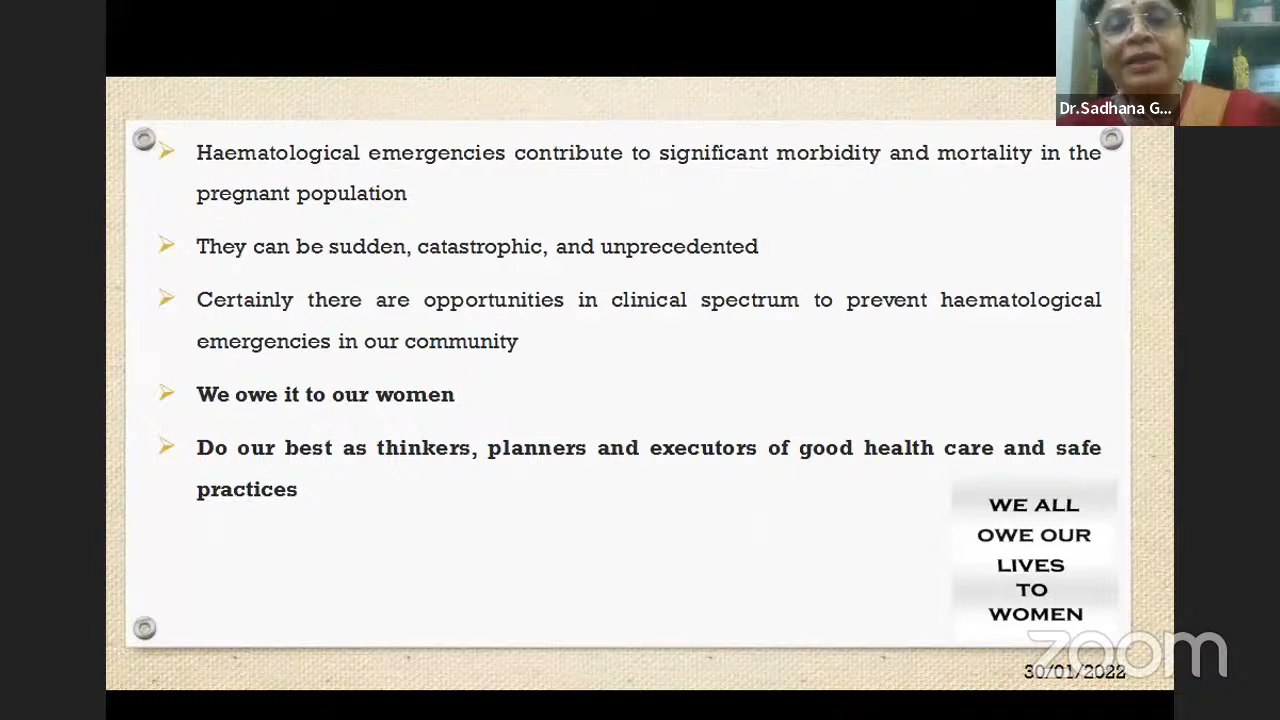 Dr.Sadhana G...
Haematological emergencies contribute to significant morbidity and mortality in the
pregnant population
They can be sudden, catastrophic, and unprecedented
Certainly there are opportunities in clinical spectrum to prevent haematological
emergencies in our community
We owe it to our women
Do our best as thinkers, planners and executors of good health care and safe
practices
WE ALL
OWE OUR
LIVES
TO
WOMEN
zoom
30/01/2022